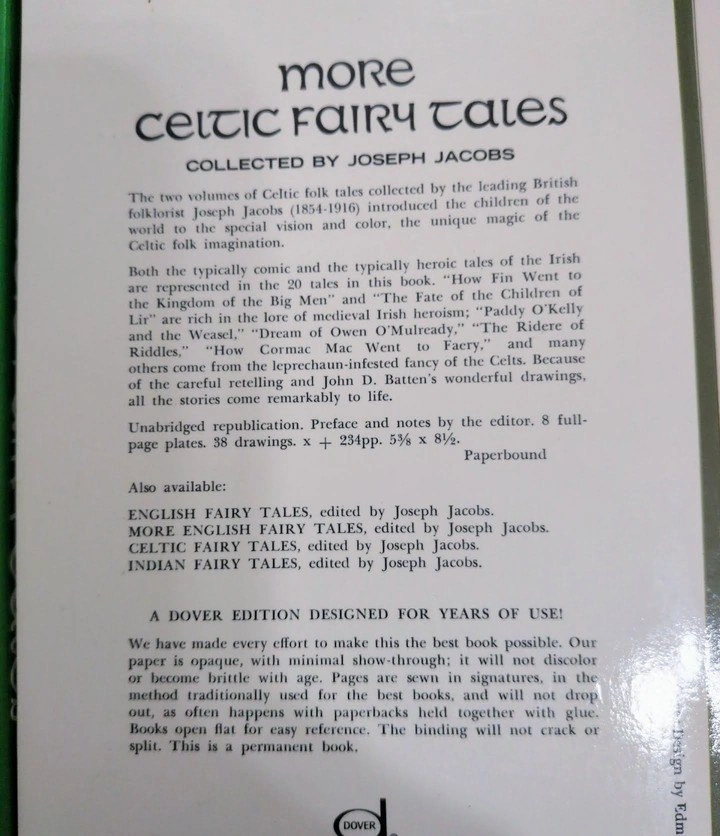 more
celtic fairy tales
COLLECTED BY JOSEPH JACOBS
The two volumes of Celtic folk tales collected by the leading British
folklorist Joseph Jacobs (1854-1916) introduced the children of the
world to the special vision and color, the unique magic of the
Celtic folk imagination.
Both the typically comic and the typically heroic tales of the Irish
are represented in the 20 tales in this book. "How Fin Went to
the Kingdom of the Big Men" and "The Fate of the Children of
Lir" are rich in the lore of medieval Irish heroism; "Paddy O'Kelly
and the Weasel," "Dream of Owen O'Mulready," "The Ridere of
Riddles," "How Cormac Mac Went to Faery," and many
others come from the leprechaun-infested fancy of the Celts. Because
of the careful retelling and John D. Batten's wonderful drawings,
all the stories come remarkably to life.
Unabridged republication. Preface and notes by the editor. 8 full-
page plates. 38 drawings. x + 234pp. 5⅜ x 8½.
Paperbound
Also available:
ENGLISH FAIRY TALES, edited by Joseph Jacobs.
MORE ENGLISH FAIRY TALES, edited by Joseph Jacobs.
CELTIC FAIRY TALES, edited by Joseph Jacobs.
INDIAN FAIRY TALES, edited by Joseph Jacobs.
A DOVER EDITION DESIGNED FOR YEARS OF USE!
We have made every effort to make this the best book possible. Our
paper is opaque, with minimal show-through; it will not discolor
or become brittle with age. Pages are sewn in signatures, in the
method traditionally used for the best books, and will not drop
out, as often happens with paperbacks held together with glue.
Books open flat for easy reference. The binding will not crack or
split. This is a permanent book.
DOVER
Design by Edm